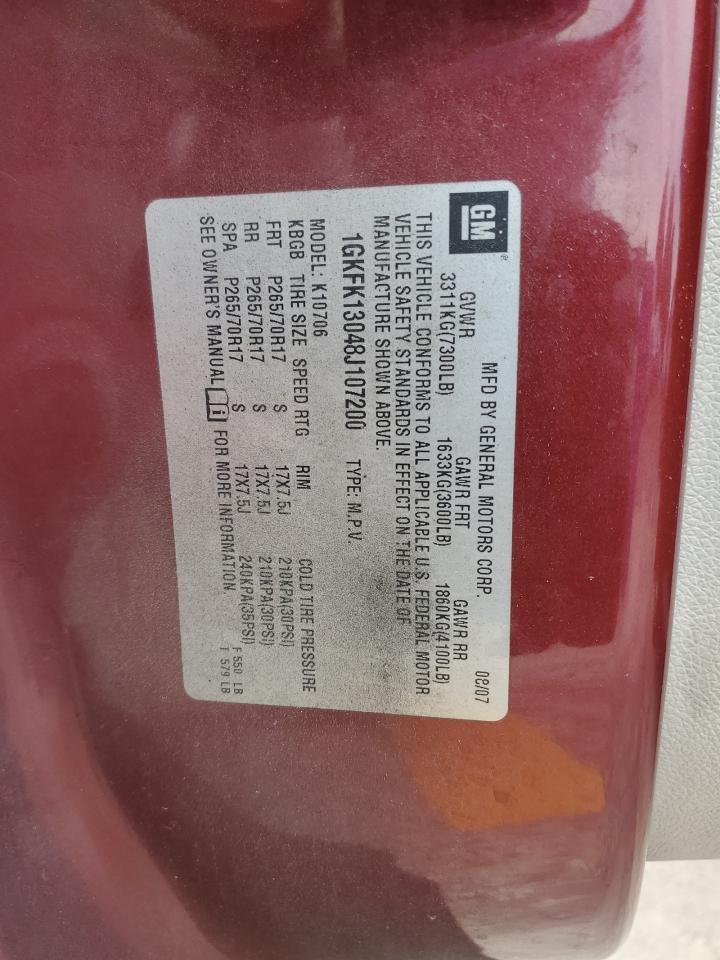 GM®
MFD BY GENERAL MOTORS CORP. 08/07
GVWR GAWR FRT GAWR RR
3311KG(7300LB) 1633KG(3600LB) 1860KG(4100LB)
THIS VEHICLE CONFORMS TO ALL APPLICABLE U.S. FEDERAL MOTOR
VEHICLE SAFETY STANDARDS IN EFFECT ON THE DATE OF
MANUFACTURE SHOWN ABOVE.
1GKFK13048J107200 TYPE: M.P.V.
MODEL: K10706
KBGB TIRE SIZE SPEED RTG RIM COLD TIRE PRESSURE
FRT P265/70R17 S 17X7.5J 210KPA(30PSI)
RR P265/70R17 S 17X7.5J 210KPA(30PSI)
SPA P265/70R17 S 17X7.5J 240KPA(35PSI)
SEE OWNER'S MANUAL i FOR MORE INFORMATION
F 550 LB
T 579 LB